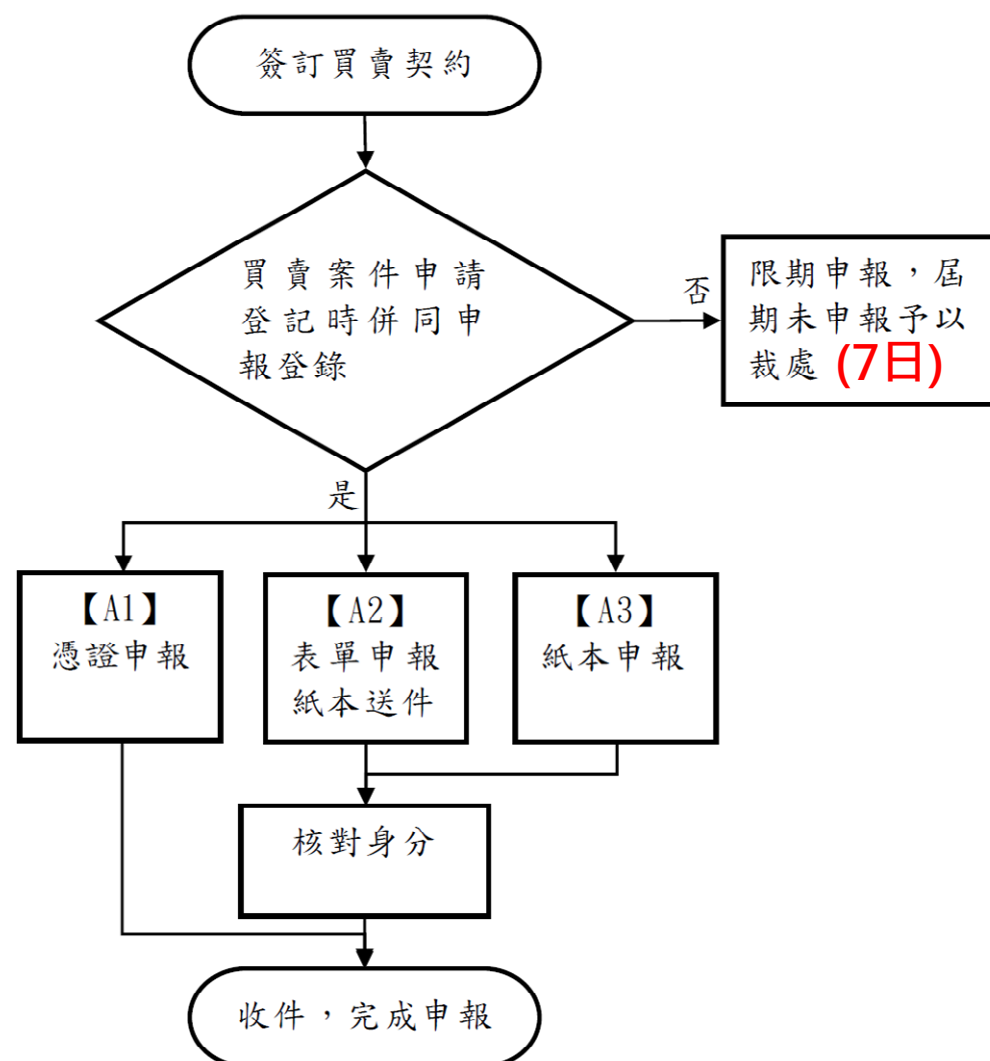 簽訂買賣契約
買賣案件申請
登記時併同申
報登錄
否
限期申報，屆
期未申報予以
裁處 (7日)
是
【A1】
憑證申報
【A2】
表單申報
紙本送件
【A3】
紙本申報
核對身分
收件，完成申報